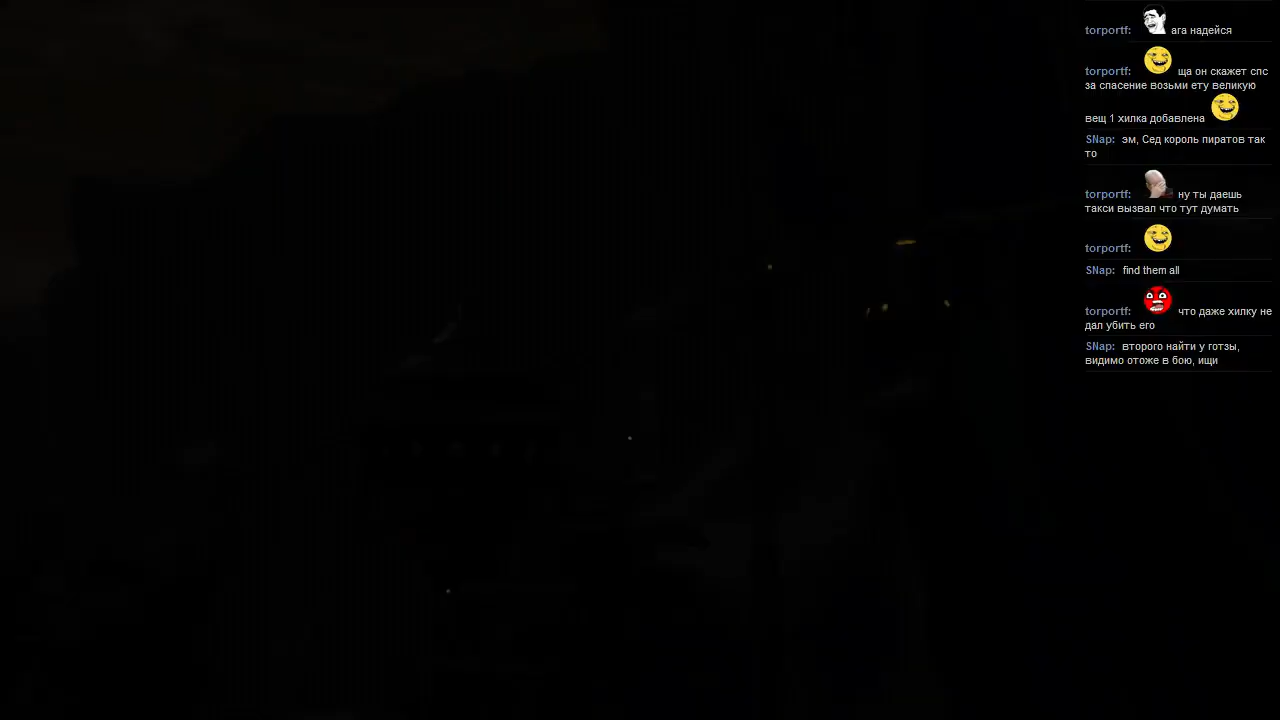 torportf: ага надейся
torportf: ща он скажет спс
за спасение возьми ету великую
вещ 1 хилка добавлена
SNap: эм, Сед король пиратов так
то
torportf: ну ты даешь
такси вызвал что тут думать
torportf:
SNap: find them all
torportf: что даже хилку не
дал убить его
SNap: второго найти у готзы,
видимо отоже в бою, ищи